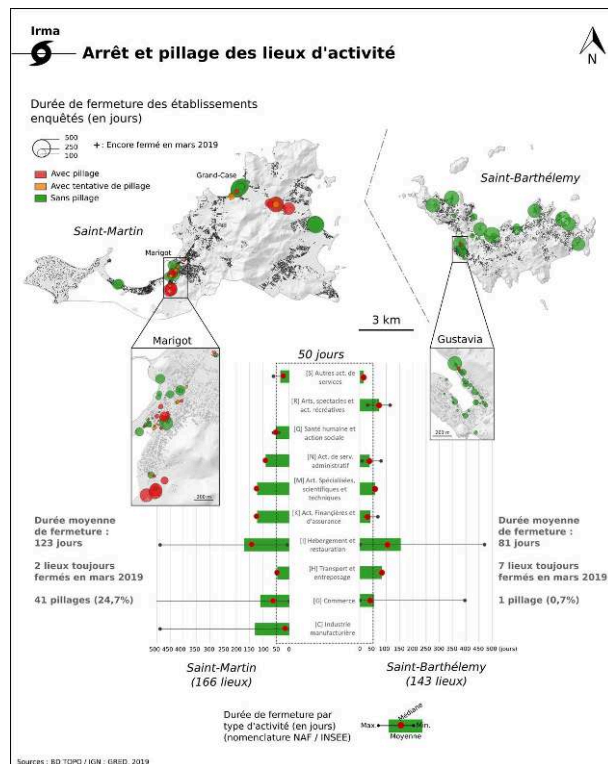 Irma
Arrêt et pillage des lieux d'activité
N
Durée de fermeture des établissements
enquêtés (en jours)
500
250
100
+ : Encore fermé en mars 2019
Avec pillage
Avec tentative de pillage
Sans pillage
Grand-Case
Saint-Martin
Marigot
Saint-Barthélemy
3 km
Marigot
200 m
Gustavia
200 m
50 jours
[S] Autres act. de
services
[R] Arts, spectacles et
act. récréatives
[Q] Santé humaine et
action sociale
[N] Act. de serv.
administratif
[M] Act. Spécialisées,
scientifiques et
techniques
[K] Act. Financières et
d'assurance
[I] Hébergement et
restauration
[H] Transport et
entreposage
[G] Commerce
[C] Industrie
manufacturière
Durée moyenne
de fermeture :
123 jours
2 lieux toujours
fermés en mars 2019
41 pillages (24,7%)
Durée moyenne
de fermeture :
81 jours
7 lieux toujours
fermés en mars 2019
1 pillage (0,7%)
500 450 400 350 300 250 200 150 100 50 0
0 50 100 150 200 250 300 350 400 450 500 (jours)
Saint-Martin
(166 lieux)
Saint-Barthélemy
(143 lieux)
Durée de fermeture par
type d'activité (en jours)
(nomenclature NAF / INSEE)
Médiane
Max.
Min.
Moyenne
Sources : BD TOPO / IGN ; GRED, 2019